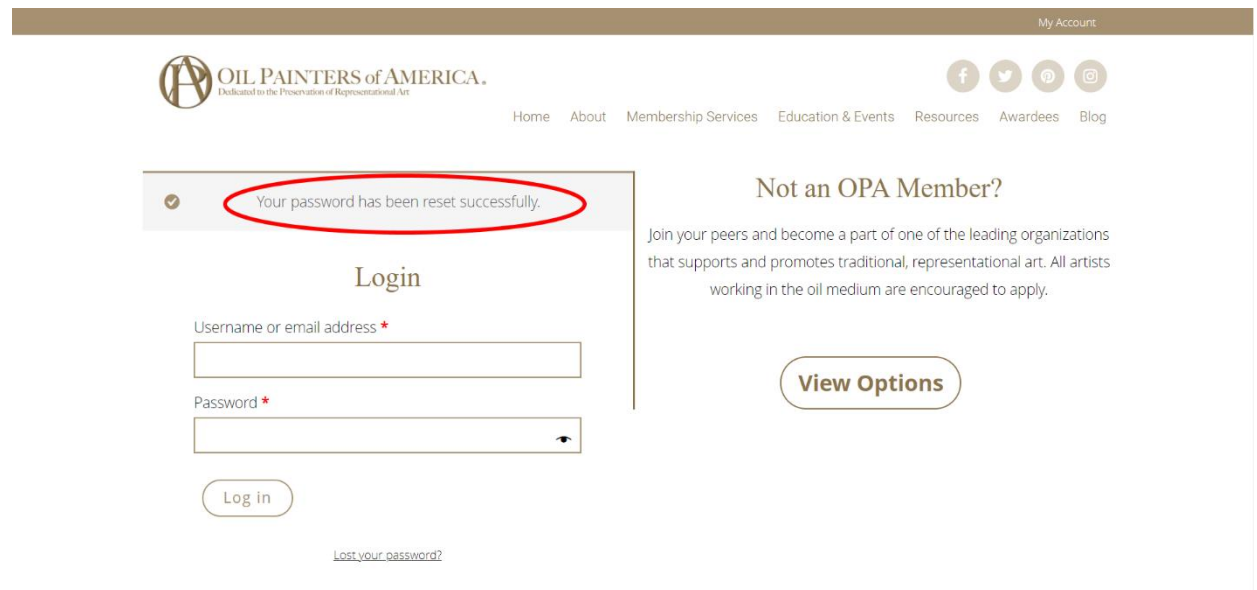 My Account
OIL PAINTERS of AMERICA.
Dedicated to the Preservation of Representational Art
Home About Membership Services Education & Events Resources Awardees Blog
Your password has been reset successfully.
Login
Username or email address *
Password *
Log in
Lost your password?
Not an OPA Member?
Join your peers and become a part of one of the leading organizations
that supports and promotes traditional, representational art. All artists
working in the oil medium are encouraged to apply.
View Options